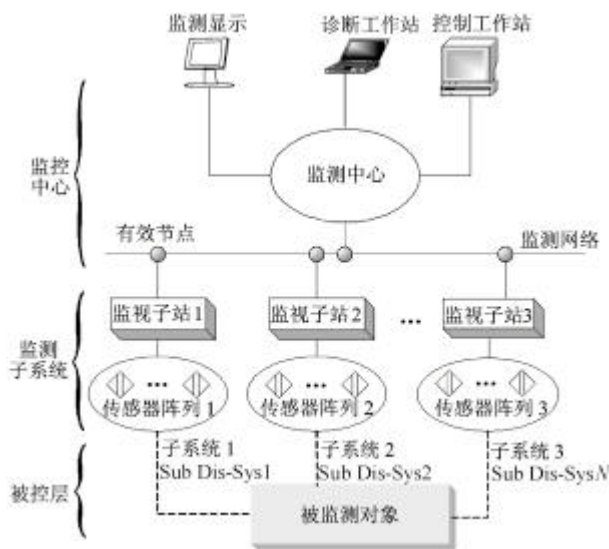 监测显示
诊断工作站
控制工作站
监控
中心
监测中心
有效节点
监测网络
监测
子系统
监视子站1
监视子站2
...
监视子站3
...
传感器阵列1
...
传感器阵列2
...
传感器阵列3
被控层
子系统1
Sub Dis-Sys1
子系统2
Sub Dis-Sys2
子系统3
Sub Dis-SysN
被监测对象